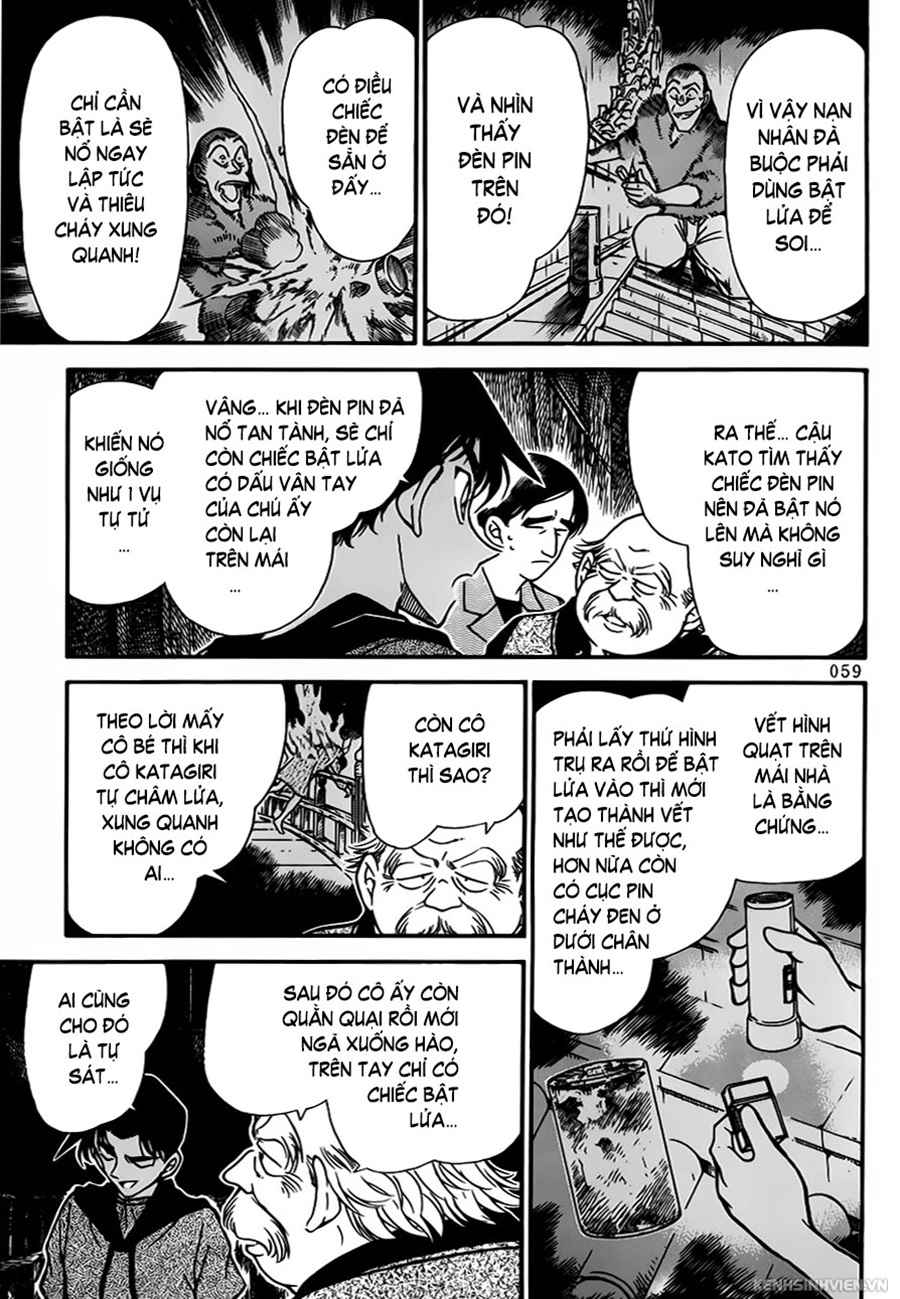 VÌ VẬY NẠN
NHÂN ĐÃ
BUỘC PHẢI
DÙNG BẬT
LỬA ĐỂ
SOI...
VÀ NHÌN
THẤY
ĐÈN PIN
TRÊN
ĐÓ!
CÓ ĐIỀU
CHIẾC
ĐÈN ĐỂ
SẴN Ở
ĐẤY...
CHỈ CẦN
BẬT LÀ SẼ
NỔ NGAY
LẬP TỨC
VÀ THIÊU
CHÁY XUNG
QUANH!
RA THẾ... CẬU
KATO TÌM THẤY
CHIẾC ĐÈN PIN
NÊN ĐÃ BẬT NÓ
LÊN MÀ KHÔNG
SUY NGHĨ GÌ
...
VÂNG... KHI ĐÈN PIN ĐÃ
NỔ TAN TÀNH, SẼ CHỈ
CÒN CHIẾC BẬT LỬA
CÓ DẤU VÂN TAY
CỦA CHÚ ẤY
CÒN LẠI
TRÊN MÁI
...
KHIẾN NÓ
GIỐNG
NHƯ 1 VỤ
TỰ TỬ
...
059
VẾT HÌNH
QUẠT TRÊN
MÁI NHÀ
LÀ BẰNG
CHỨNG...
PHẢI LẤY THỨ HÌNH
TRỤ RA RỒI ĐỂ BẬT
LỬA VÀO THÌ MỚI
TẠO THÀNH VẾT
NHƯ THẾ ĐƯỢC,
HƠN NỮA CÒN
CÓ CỤC PIN
CHÁY ĐEN Ở
DƯỚI CHÂN
THÀNH...
CÒN CÔ
KATAGIRI
THÌ SAO?
THEO LỜI MẤY
CÔ BÉ THÌ KHI
CÔ KATAGIRI
TỰ CHÂM LỬA,
XUNG QUANH
KHÔNG CÓ
AI...
SAU ĐÓ CÔ ẤY CÒN
QUẰN QUẠI RỒI MỚI
NGÃ XUỐNG HÀO,
TRÊN TAY CHỈ CÓ
CHIẾC BẬT
LỬA...
AI CŨNG
CHO ĐÓ
LÀ TỰ
SÁT...
KENHSINHVIEN.VN